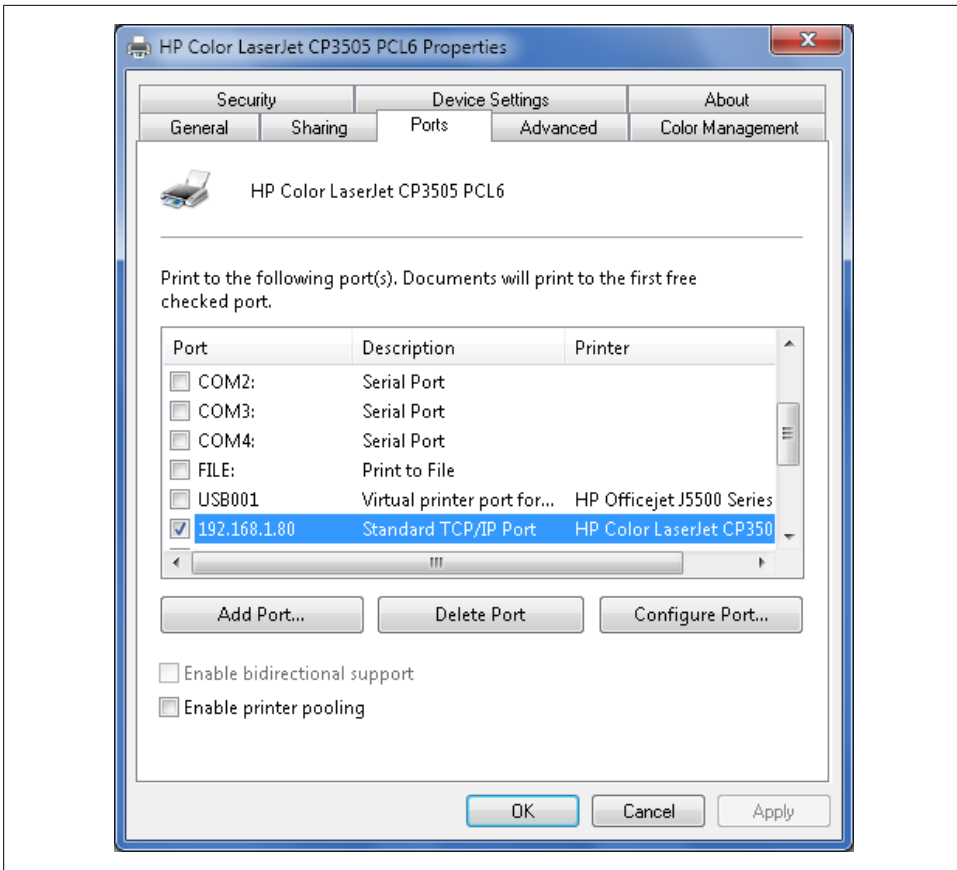 HP Color LaserJet CP3505 PCL6 Properties
Security Device Settings About
General Sharing Ports Advanced Color Management
HP Color LaserJet CP3505 PCL6
Print to the following port(s). Documents will print to the first free
checked port.
Port Description Printer
COM2: Serial Port
COM3: Serial Port
COM4: Serial Port
FILE: Print to File
USB001 Virtual printer port for... HP Officejet J5500 Series
192.168.1.80 Standard TCP/IP Port HP Color LaserJet CP350
Add Port... Delete Port Configure Port...
Enable bidirectional support
Enable printer pooling
OK Cancel Apply